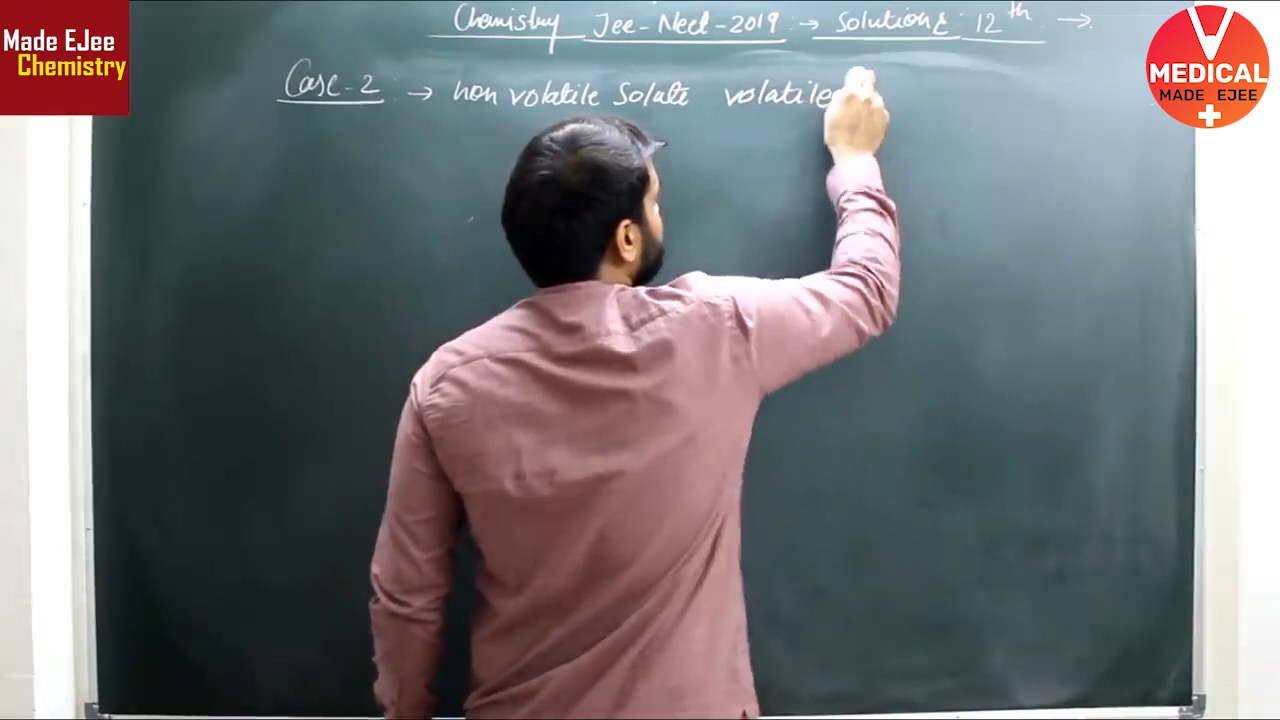 Chemistry Jee-Neet-2019 → Solutions 12th →
Made EJee
Chemistry
MEDICAL
MADE EJEE
Case-2 → non volatile Solute volatile